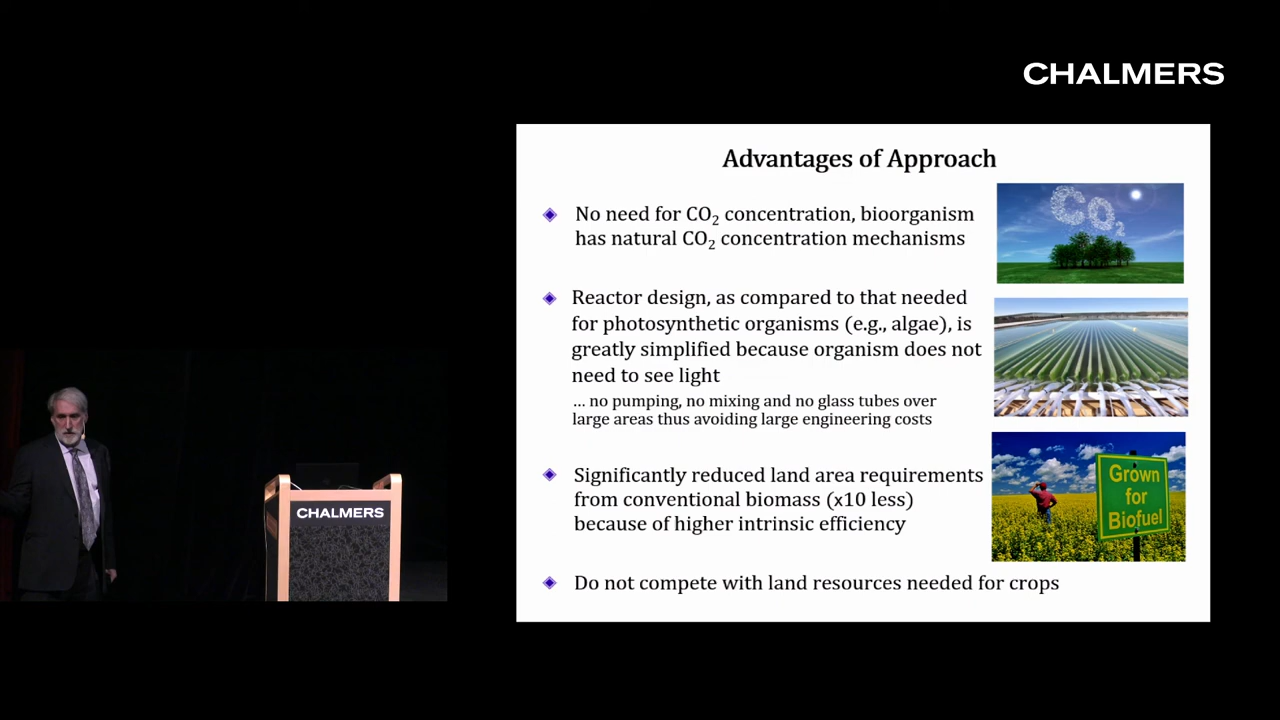 CHALMERS
Advantages of Approach
No need for CO₂ concentration, bioorganism
has natural CO₂ concentration mechanisms
CO₂
Reactor design, as compared to that needed
for photosynthetic organisms (e.g., algae), is
greatly simplified because organism does not
need to see light
... no pumping, no mixing and no glass tubes over
large areas thus avoiding large engineering costs
Significantly reduced land area requirements
from conventional biomass (x10 less)
because of higher intrinsic efficiency
Grown
for
Biofuel
Do not compete with land resources needed for crops
CHALMERS